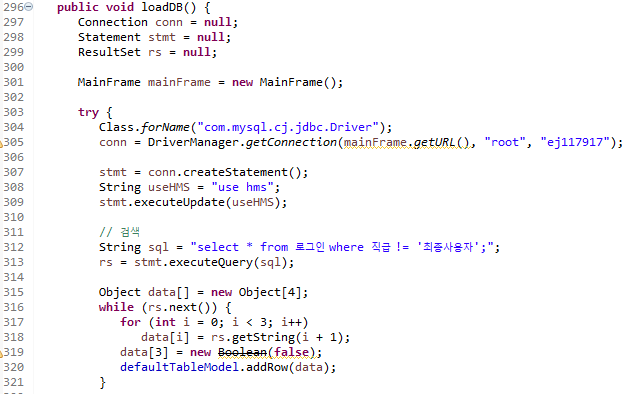 296 public void loadDB() {
297 Connection conn = null;
298 Statement stmt = null;
299 ResultSet rs = null;
300
301 MainFrame mainFrame = new MainFrame();
302
303 try {
304 Class.forName("com.mysql.cj.jdbc.Driver");
305 conn = DriverManager.getConnection(mainFrame.getURL(), "root", "ej117917");
306
307 stmt = conn.createStatement();
308 String useHMS = "use hms";
309 stmt.executeUpdate(useHMS);
310
311 // 검색
312 String sql = "select * from 로그인 where 직급 != '최종사용자';";
313 rs = stmt.executeQuery(sql);
314
315 Object data[] = new Object[4];
316 while (rs.next()) {
317 for (int i = 0; i < 3; i++)
318 data[i] = rs.getString(i + 1);
319 data[3] = new Boolean(false);
320 defaultTableModel.addRow(data);
321 }